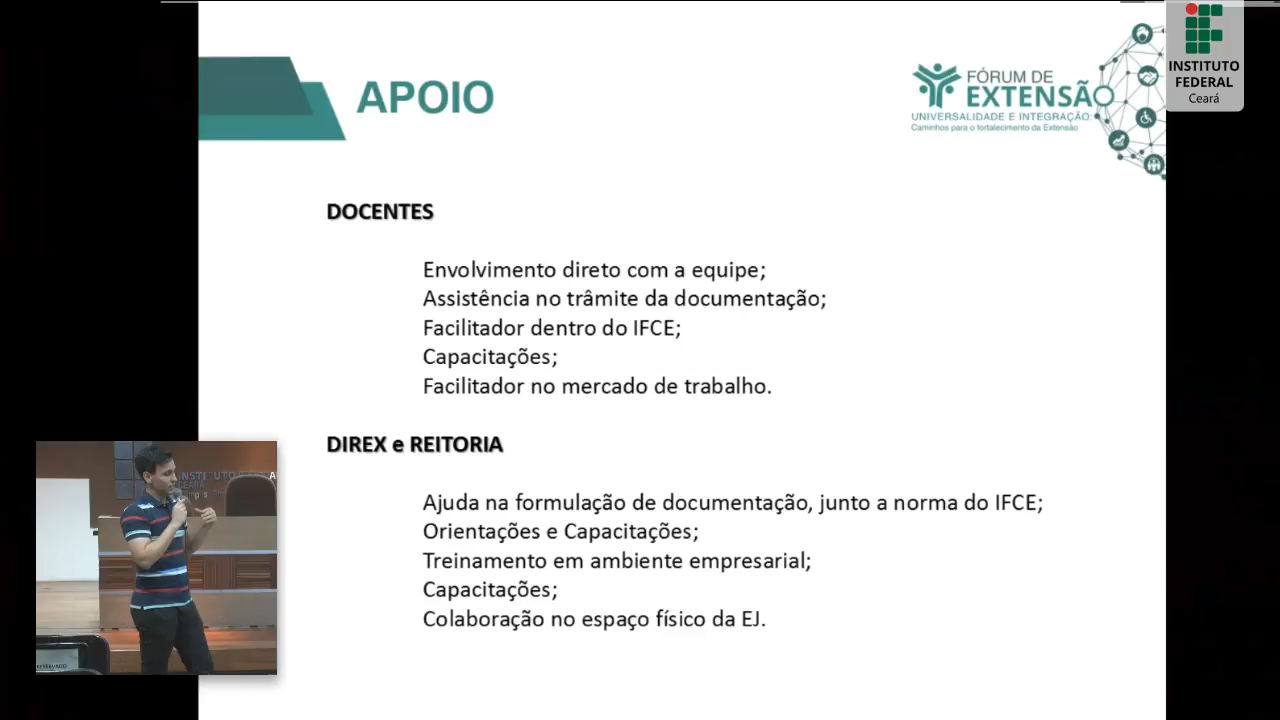 APOIO
FÓRUM DE
EXTENSÃO
UNIVERSALIDADE E INTEGRAÇÃO:
Caminhos para o fortalecimento da Extensão
INSTITUTO
FEDERAL
Ceará
DOCENTES
Envolvimento direto com a equipe;
Assistência no trâmite da documentação;
Facilitador dentro do IFCE;
Capacitações;
Facilitador no mercado de trabalho.
DIREX e REITORIA
Ajuda na formulação de documentação, junto a norma do IFCE;
Orientações e Capacitações;
Treinamento em ambiente empresarial;
Capacitações;
Colaboração no espaço físico da EJ.
INSTITUTO
CEARÁ
RESERVADO